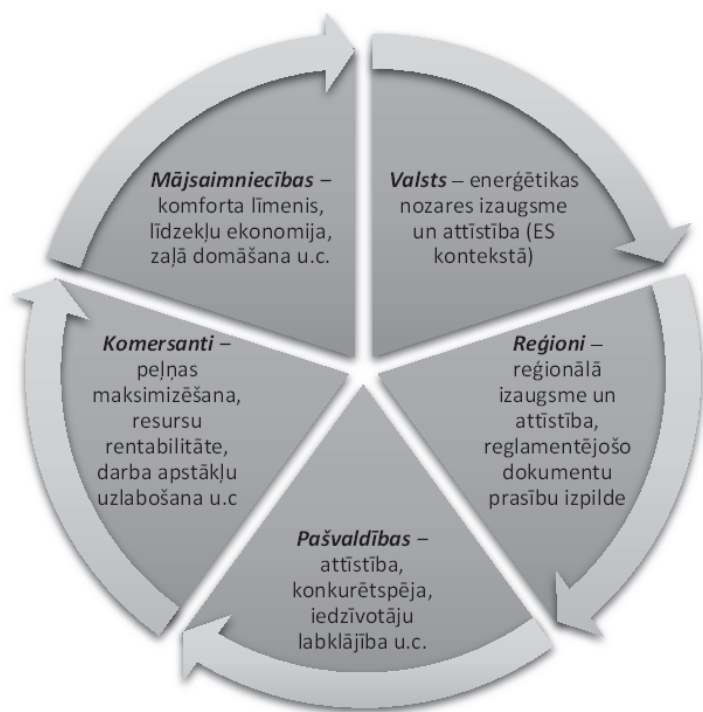 Mājsaimniecības –
komforta līmenis,
līdzekļu ekonomija,
zaļā domāšana u.c.
Valsts – enerģētikas
nozares izaugsme
un attīstība (ES
kontekstā)
Reģioni –
reģionālā
izaugsme un
attīstība,
reglamentējošo
dokumentu
prasību izpilde
Pašvaldības –
attīstība,
konkurētspēja,
iedzīvotāju
labklājība u.c.
Komersanti –
peļņas
maksimizēšana,
resursu
rentabilitāte,
darba apstākļu
uzlabošana u.c